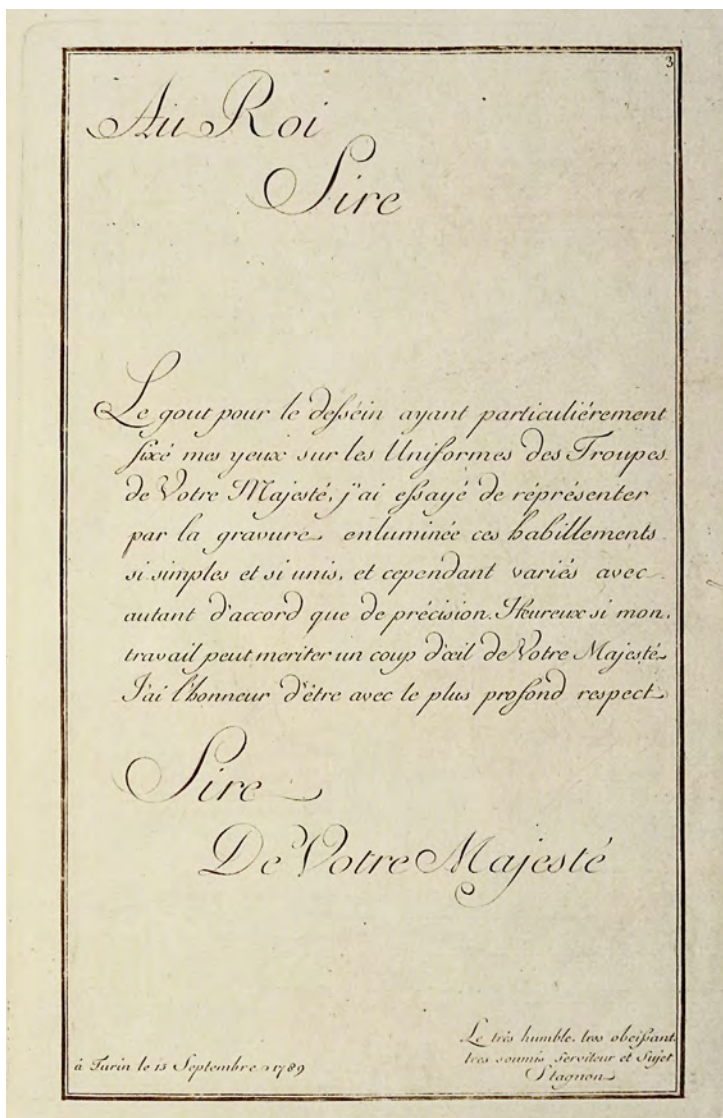 3
Au Roi
Sire
Le gout pour le dessein ayant particuliérement
fixé mes yeux sur les Uniformes des Troupes
de Votre Majesté, j'ai essayé de réprésenter
par la gravure enluminée ces habillements
si simples et si unis, et cependant variés avec
autant d'accord que de précision. Heureux si mon
travail peut meriter un coup d'œil de Votre Majesté
J'ai l'honneur d'être avec le plus profond respect
Sire
De Votre Majesté
Le très humble, tres obeissant
tres soumis Serviteur et Sujet
Stagnon
à Turin le 15 Septembre 1789